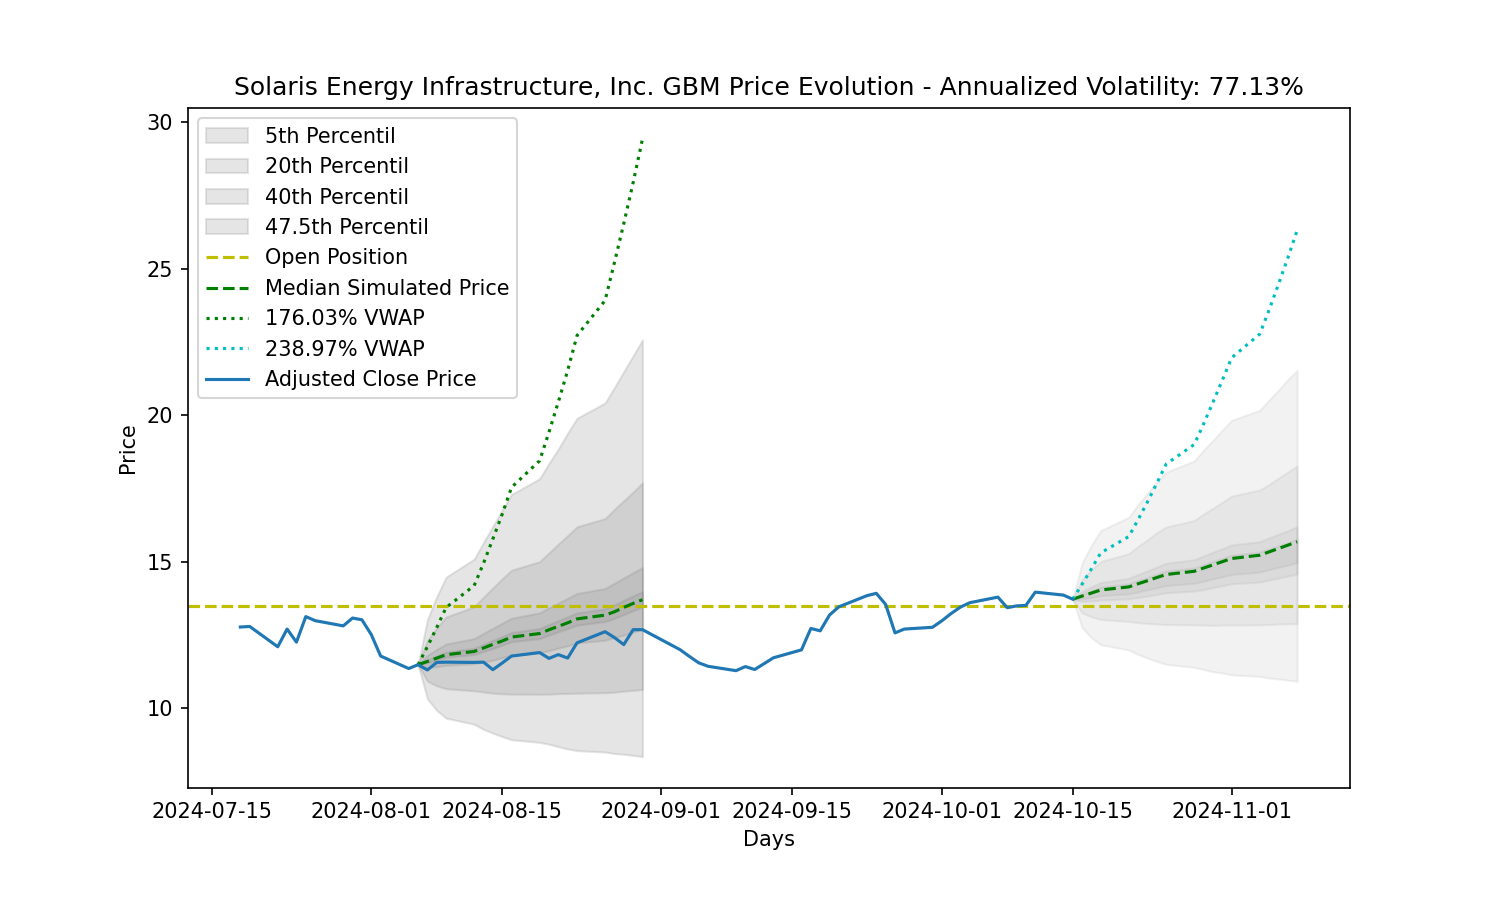 Solaris Energy Infrastructure, Inc. GBM Price Evolution - Annualized Volatility: 77.13%
30
25
20
15
10
Price
5th Percentil
20th Percentil
40th Percentil
47.5th Percentil
Open Position
Median Simulated Price
176.03% VWAP
238.97% VWAP
Adjusted Close Price
2024-07-15
2024-08-01
2024-08-15
2024-09-01
2024-09-15
2024-10-01
2024-10-15
2024-11-01
Days